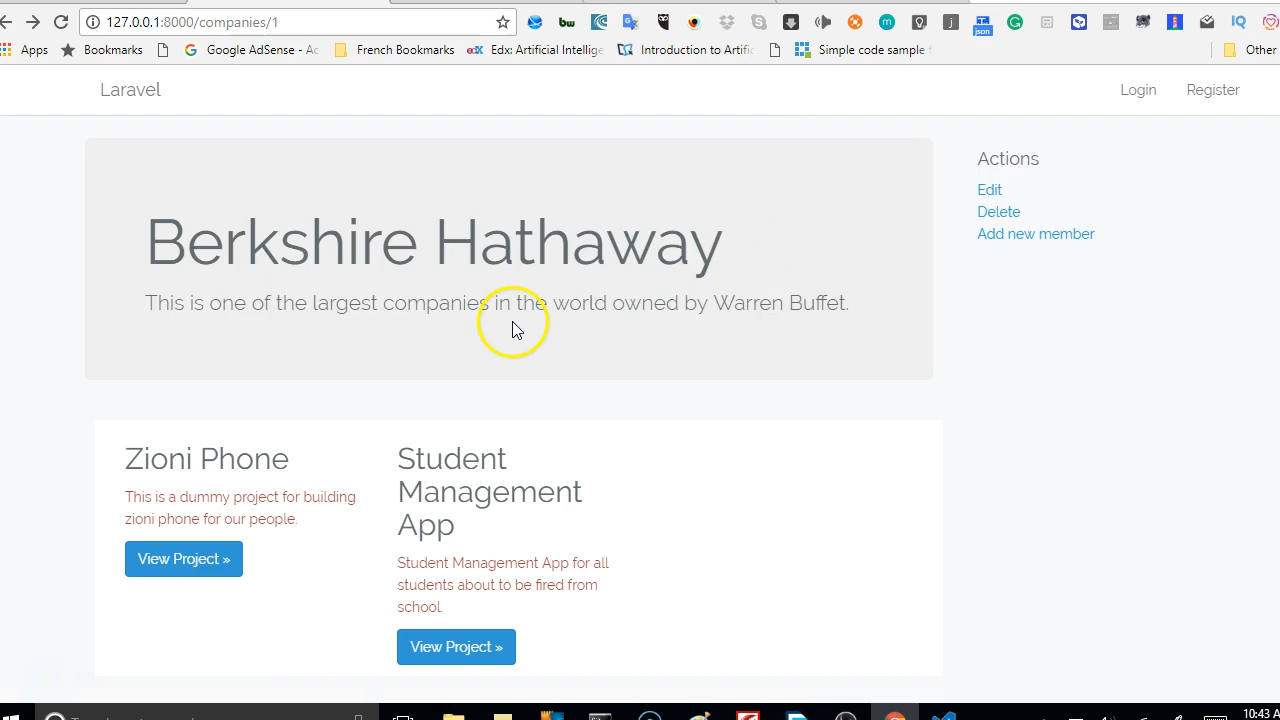 127.0.0.1:8000/companies/1
bw
j
json
IQ
Apps
Bookmarks
Google AdSense - Ac
French Bookmarks
edX
Edx: Artificial Intellige
Introduction to Artific
Simple code sample f
Other
Laravel
Login
Register
Berkshire Hathaway
This is one of the largest companies in the world owned by Warren Buffet.
Actions
Edit
Delete
Add new member
Zioni Phone
This is a dummy project for building
zioni phone for our people.
View Project »
Student
Management
App
Student Management App for all
students about to be fired from
school.
View Project »
10:43 A